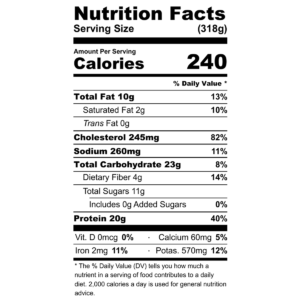 Nutrition Facts
Serving Size (318g)
Amount Per Serving
Calories 240
% Daily Value *
Total Fat 10g 13%
Saturated Fat 2g 10%
Trans Fat 0g
Cholesterol 245mg 82%
Sodium 260mg 11%
Total Carbohydrate 23g 8%
Dietary Fiber 4g 14%
Total Sugars 11g
Includes 0g Added Sugars 0%
Protein 20g 40%
Vit. D 0mcg 0% · Calcium 60mg 5%
Iron 2mg 11% · Potas. 570mg 12%
* The % Daily Value (DV) tells you how much a
nutrient in a serving of food contributes to a daily
diet. 2,000 calories a day is used for general nutrition
advice.